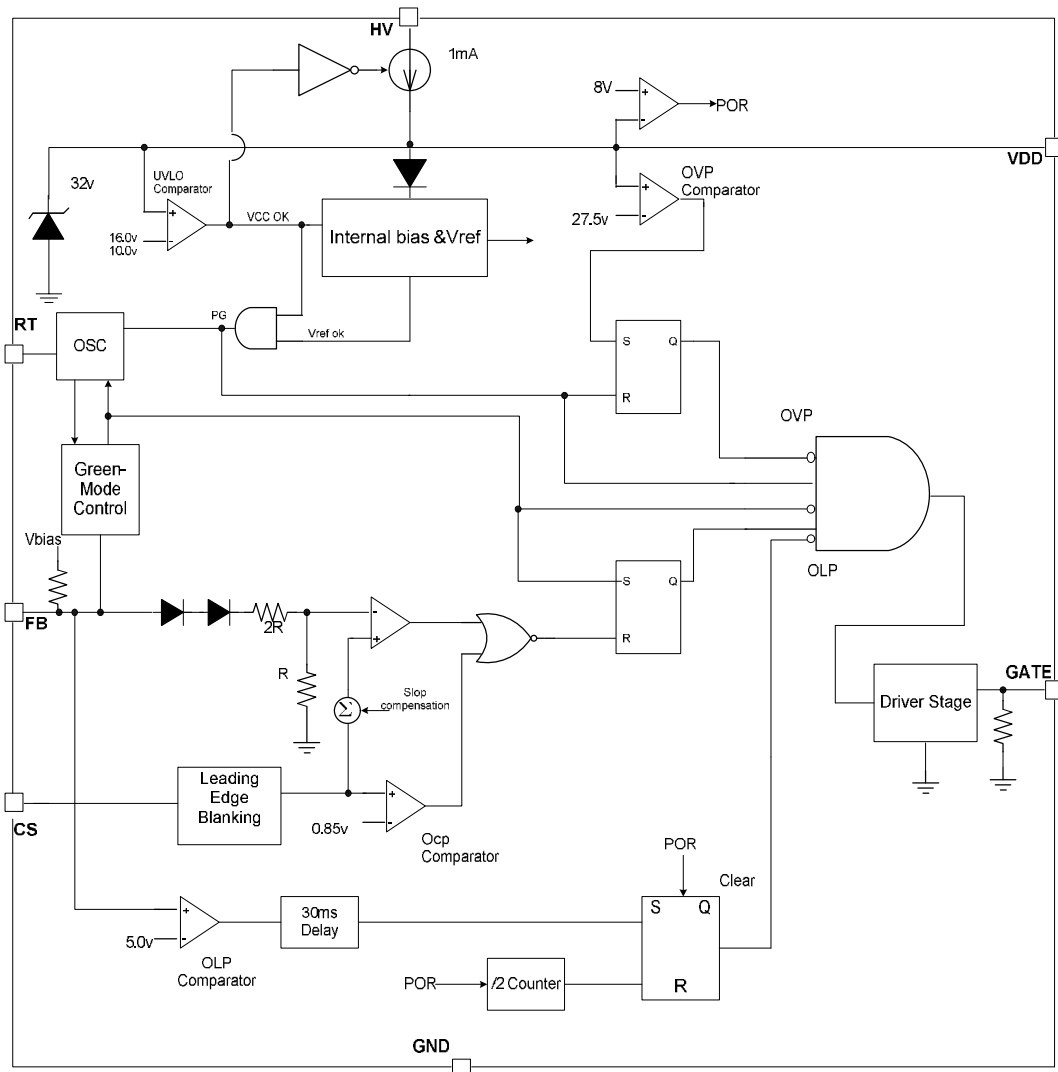 HV
1mA
8V
+
-
POR
VDD
32v
UVLO
Comparator
+
-
16.0v
10.0v
VCC OK
Internal bias &Vref
OVP
Comparator
+
-
27.5v
RT
OSC
PG
Vref ok
S
Q
R
OVP
Green-
Mode
Control
Vbias
FB
2R
R
-
+
Σ
Slop
compensation
S
Q
R
OLP
GATE
Driver Stage
Leading
Edge
Blanking
CS
+
-
0.85v
Ocp
Comparator
POR
Clear
S
Q
R
+
-
5.0v
OLP
Comparator
30ms
Delay
POR
/2 Counter
GND